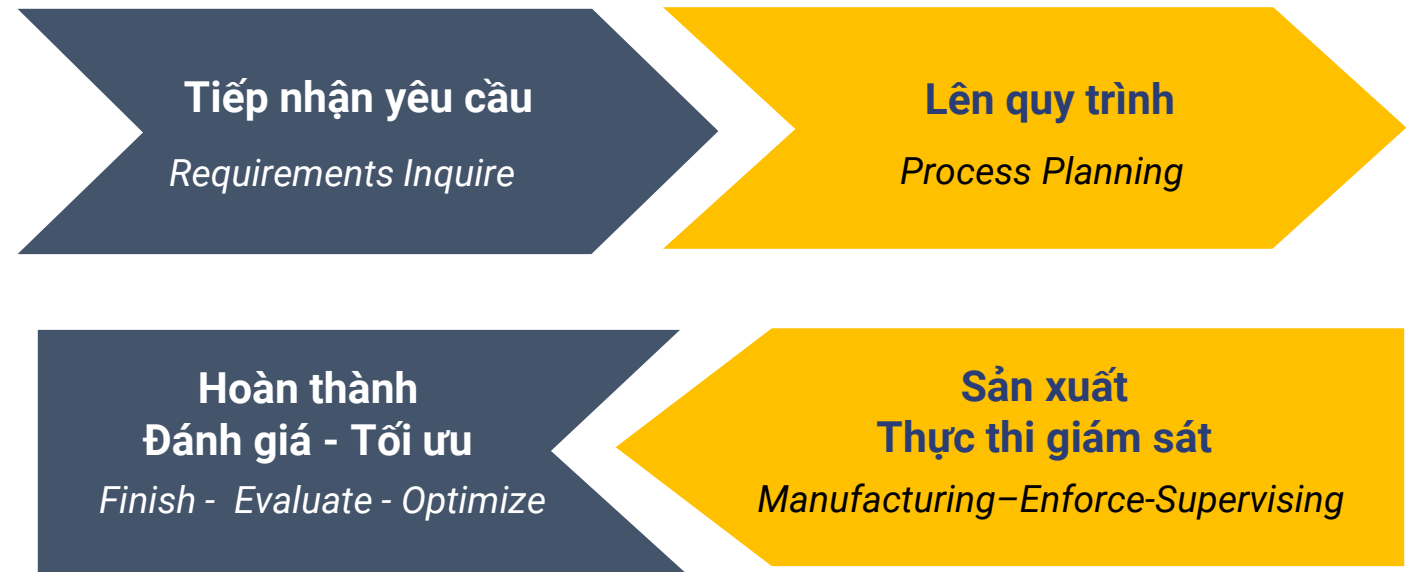 Tiếp nhận yêu cầu
Requirements Inquire
Lên quy trình
Process Planning
Hoàn thành
Đánh giá - Tối ưu
Finish - Evaluate - Optimize
Sản xuất
Thực thi giám sát
Manufacturing–Enforce-Supervising